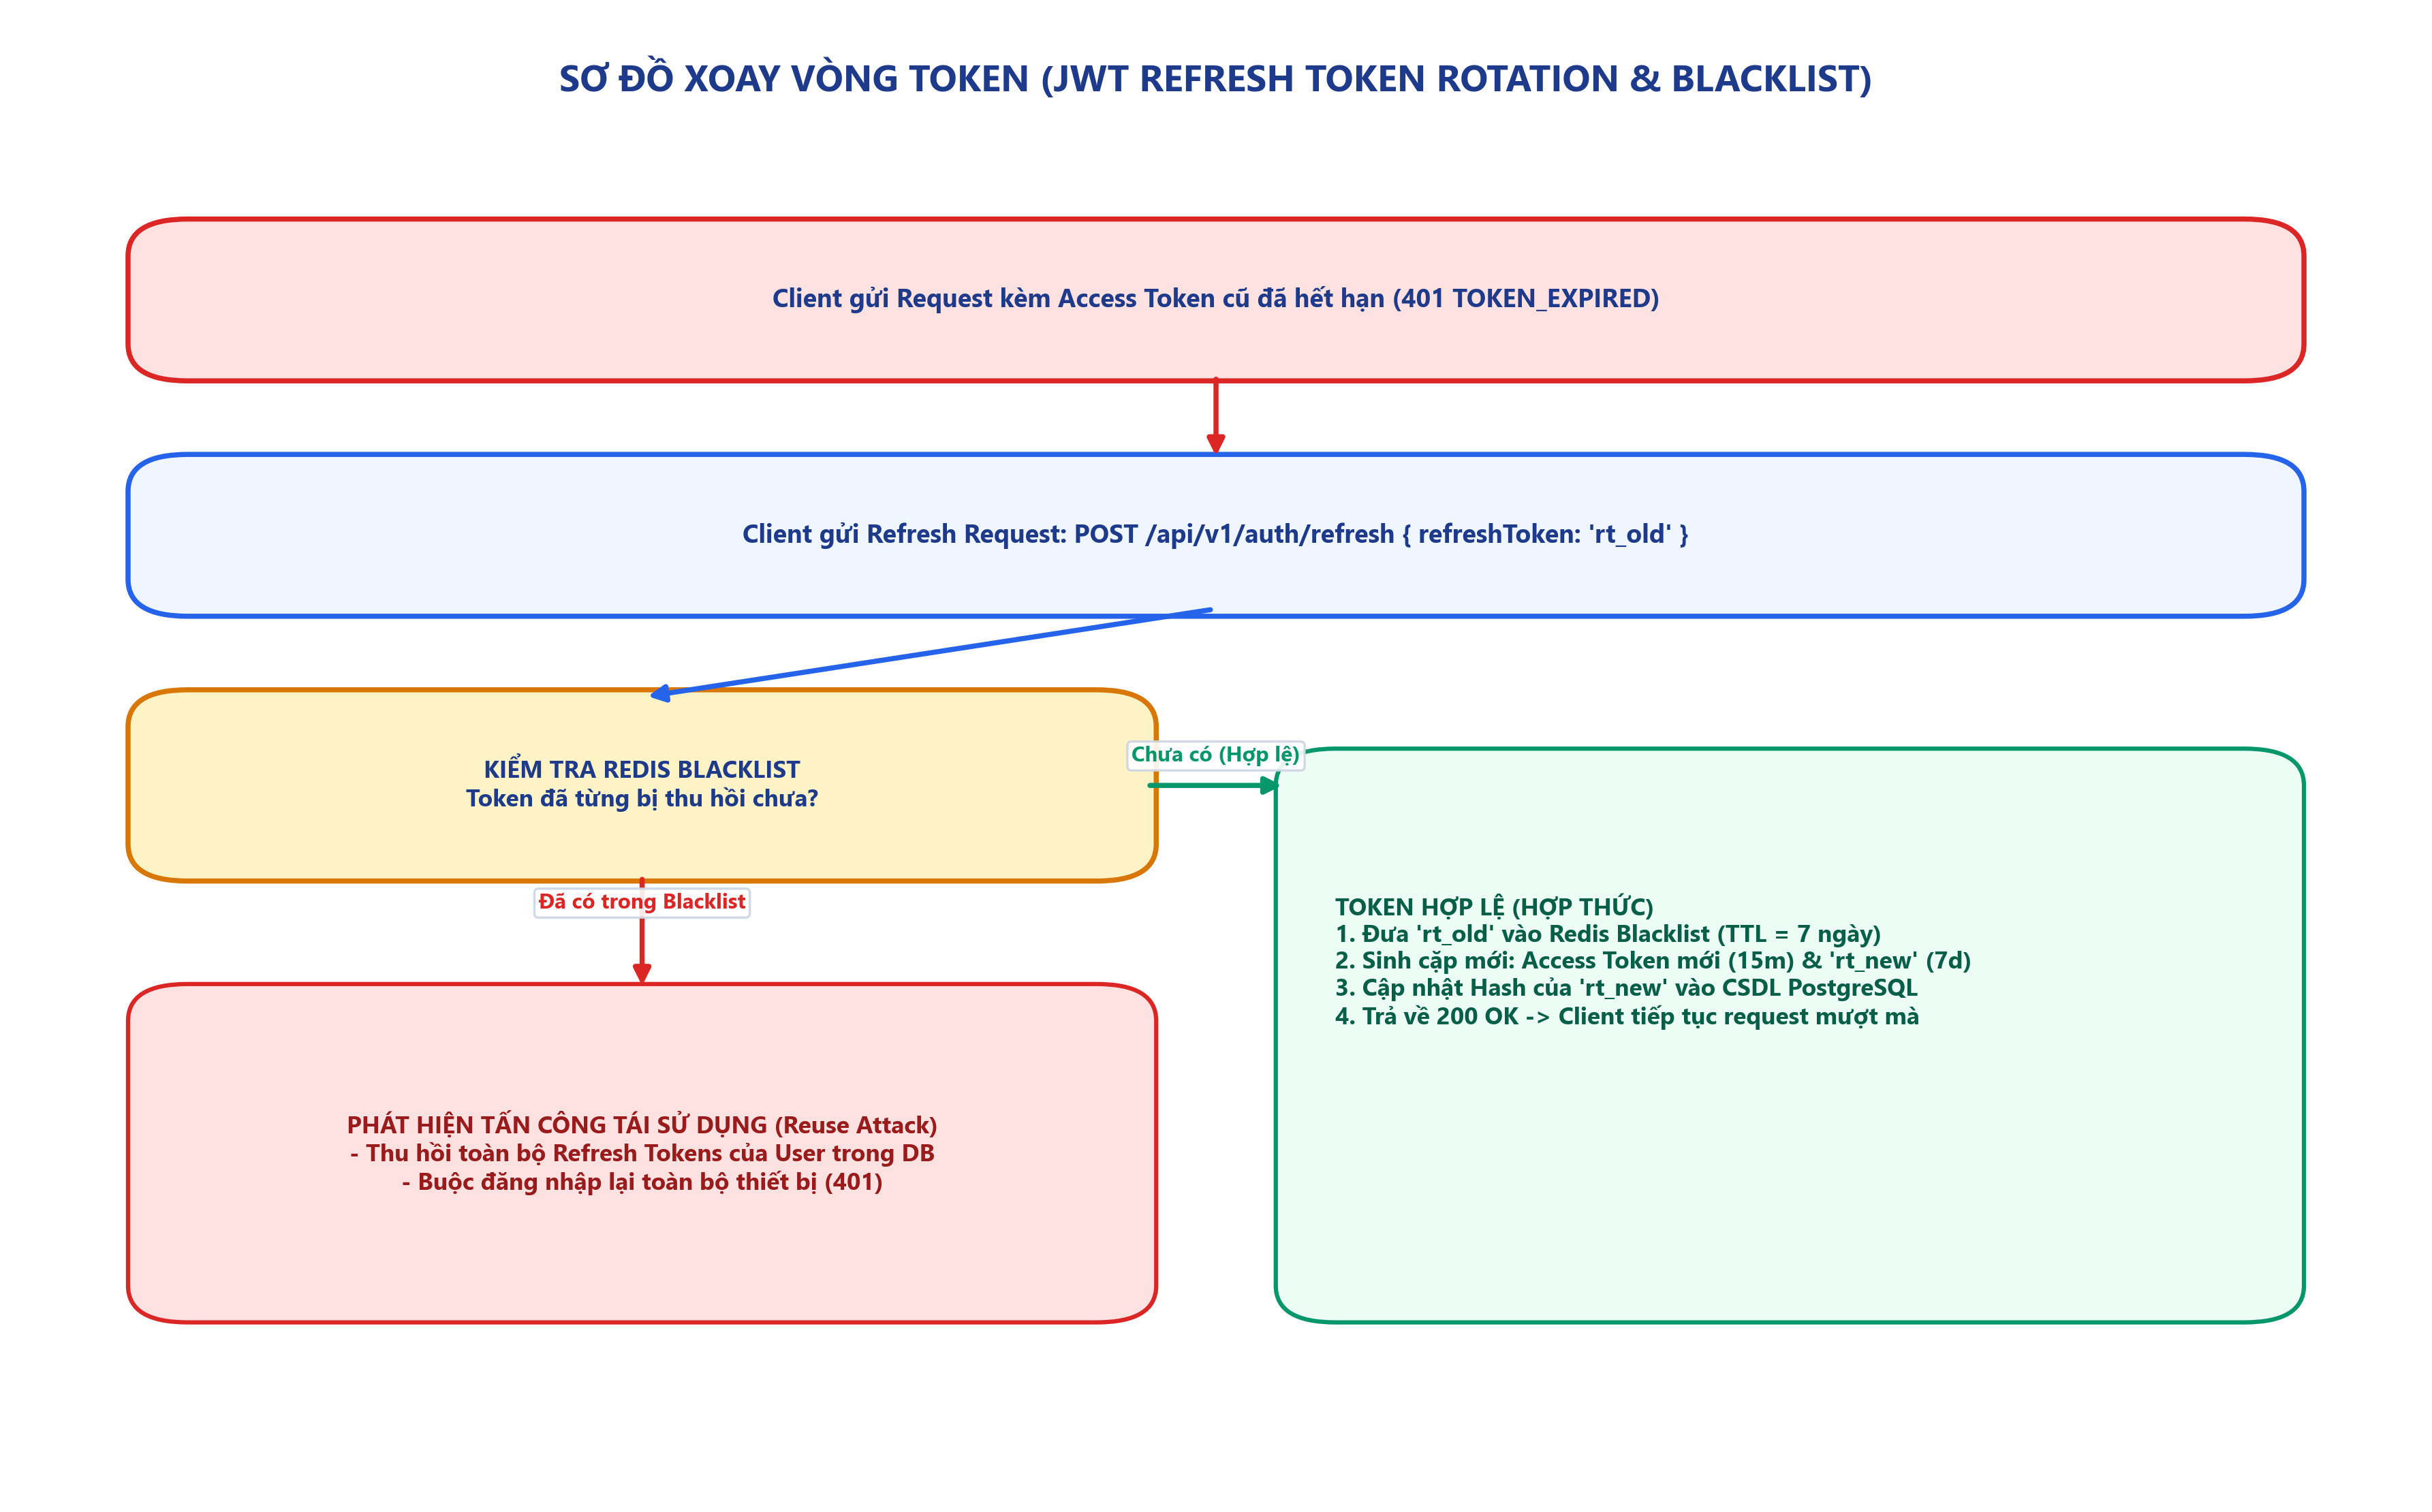 SƠ ĐỒ XOAY VÒNG TOKEN (JWT REFRESH TOKEN ROTATION & BLACKLIST)
Client gửi Request kèm Access Token cũ đã hết hạn (401 TOKEN_EXPIRED)
Client gửi Refresh Request: POST /api/v1/auth/refresh { refreshToken: 'rt_old' }
KIỂM TRA REDIS BLACKLIST
Token đã từng bị thu hồi chưa?
Chưa có (Hợp lệ)
Đã có trong Blacklist
TOKEN HỢP LỆ (HỢP THỨC)
1. Đưa 'rt_old' vào Redis Blacklist (TTL = 7 ngày)
2. Sinh cặp mới: Access Token mới (15m) & 'rt_new' (7d)
3. Cập nhật Hash của 'rt_new' vào CSDL PostgreSQL
4. Trả về 200 OK -> Client tiếp tục request mượt mà
PHÁT HIỆN TẤN CÔNG TÁI SỬ DỤNG (Reuse Attack)
- Thu hồi toàn bộ Refresh Tokens của User trong DB
- Buộc đăng nhập lại toàn bộ thiết bị (401)